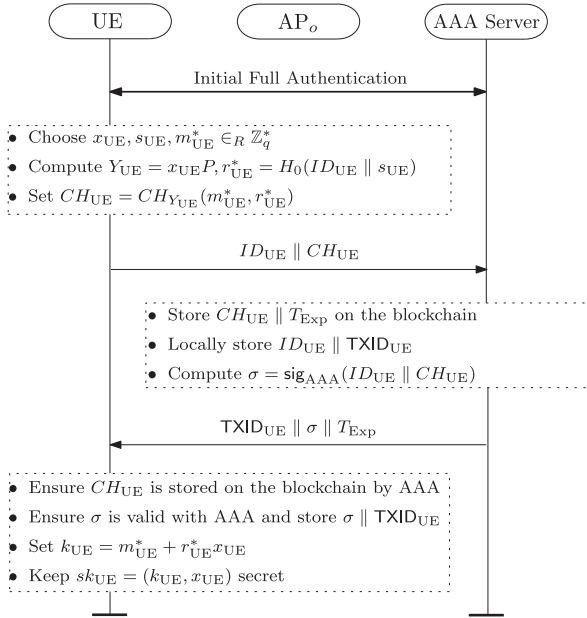 UE AP_o AAA Server
Initial Full Authentication
• Choose x_UE, s_UE, m*_UE ∈_R ℤ*_q
• Compute Y_UE = x_UE P, r*_UE = H_0(ID_UE ∥ s_UE)
• Set CH_UE = CH_{Y_UE}(m*_UE, r*_UE)
ID_UE ∥ CH_UE
• Store CH_UE ∥ T_Exp on the blockchain
• Locally store ID_UE ∥ TXID_UE
• Compute σ = sig_AAA(ID_UE ∥ CH_UE)
TXID_UE ∥ σ ∥ T_Exp
• Ensure CH_UE is stored on the blockchain by AAA
• Ensure σ is valid with AAA and store σ ∥ TXID_UE
• Set k_UE = m*_UE + r*_UE x_UE
• Keep sk_UE = (k_UE, x_UE) secret